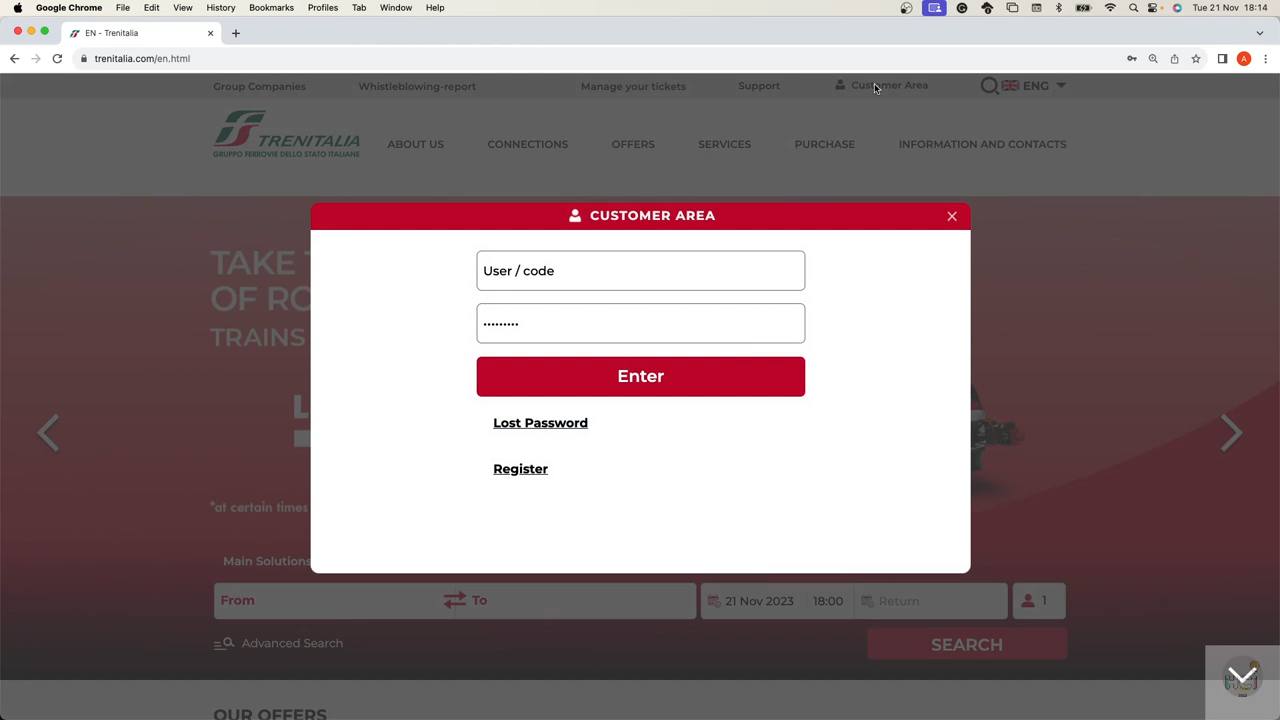 Google Chrome File Edit View History Bookmarks Profiles Tab Window Help Tue 21 Nov 18:14
EN - Trenitalia
trenitalia.com/en.html A
Group Companies Whistleblowing-report Manage your tickets Support Customer Area ENG
TRENITALIA
GRUPPO FERROVIE DELLO STATO ITALIANE
ABOUT US CONNECTIONS OFFERS SERVICES PURCHASE INFORMATION AND CONTACTS
CUSTOMER AREA
User / code
•••••••••
Enter
Lost Password
Register
TAKE
OF RO
TRAINS
*at certain times
Main Solutions
From To 21 Nov 2023 18:00 Return 1
Advanced Search SEARCH
OUR OFFERS